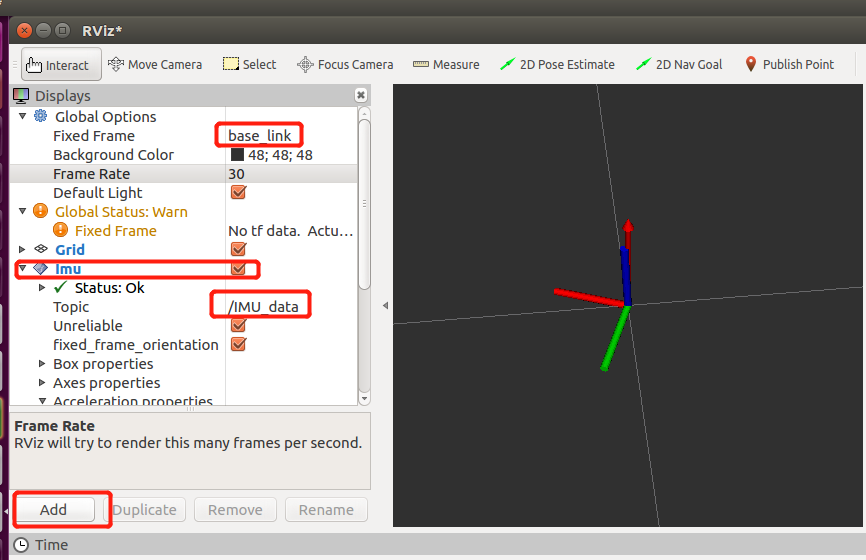 RViz*
Interact Move Camera Select Focus Camera Measure 2D Pose Estimate 2D Nav Goal Publish Point
Displays
Global Options
Fixed Frame base_link
Background Color 48; 48; 48
Frame Rate 30
Default Light
Global Status: Warn
Fixed Frame No tf data. Actu...
Grid
Imu
Status: Ok
Topic /IMU_data
Unreliable
fixed_frame_orientation
Box properties
Axes properties
Acceleration properties
Frame Rate
RViz will try to render this many frames per second.
Add Duplicate Remove Rename
Time